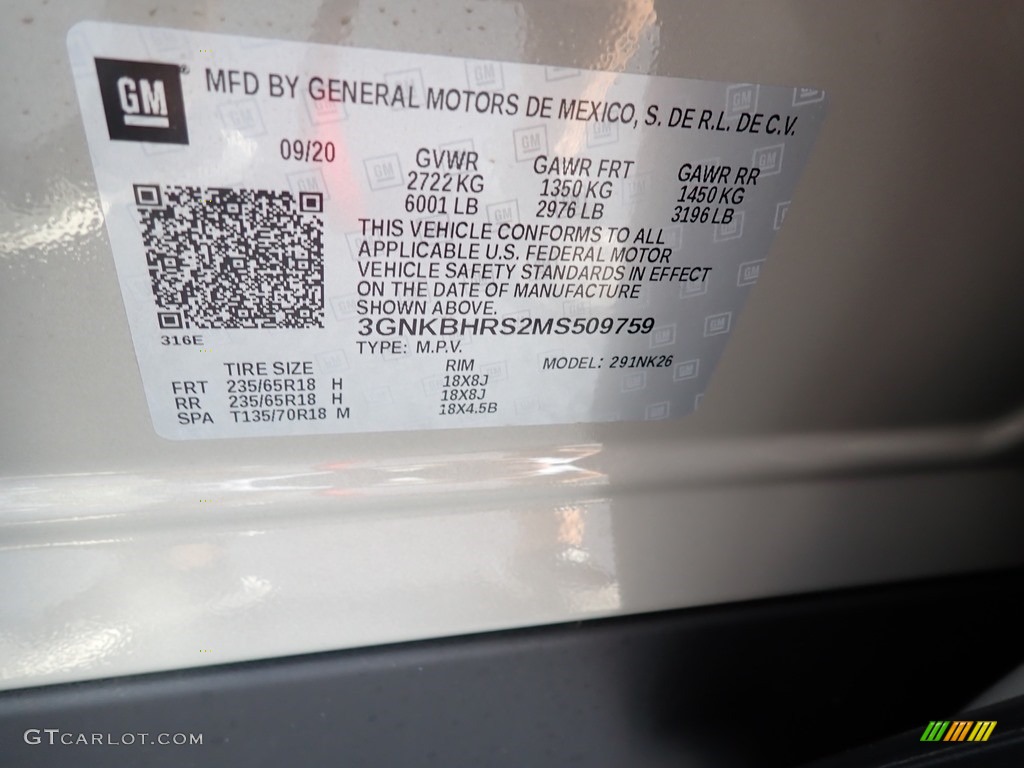 GM® MFD BY GENERAL MOTORS DE MEXICO, S. DE R.L. DE C.V.
09/20 GVWR GAWR FRT GAWR RR
2722 KG 1350 KG 1450 KG
6001 LB 2976 LB 3196 LB
THIS VEHICLE CONFORMS TO ALL
APPLICABLE U.S. FEDERAL MOTOR
VEHICLE SAFETY STANDARDS IN EFFECT
ON THE DATE OF MANUFACTURE
SHOWN ABOVE.
3GNKBHRS2MS509759
316E
TYPE: M.P.V. MODEL: 291NK26
TIRE SIZE RIM
FRT 235/65R18 H 18X8J
RR 235/65R18 H 18X8J
SPA T135/70R18 M 18X4.5B
GTCARLOT.COM